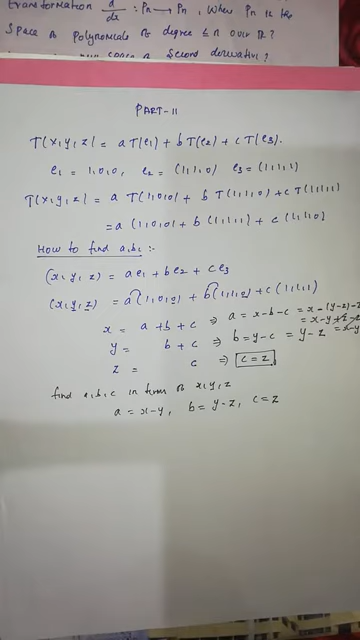 transformation d/dx : Pn → Pn, When Pn is the
Space of Polynomials of degree ≤ n over R?
Second derivative?
PART-II
T(x,y,z) = a T(e1) + b T(e2) + c T(e3).
e1 = 1,0,0, e2 = (1,1,0) e3 = (1,1,1)
T(x,y,z) = a T(1,0,0) + b T(1,1,0) + c T(1,1,1)
= a (1,0,0) + b (1,1,1) + c (1,1,0)
How to find a,b,c :-
(x,y,z) = a e1 + b e2 + c e3
(x,y,z) = a(1,0,0) + b(1,1,0) + c(1,1,1)
x = a+b+c ⇒ a = x-b-c = x-(y-z)-z
= x-y+z-z
y = b+c ⇒ b = y-c = y-z = x-y
z = c ⇒ c = z.
find a,b,c in term of x,y,z
a = x-y, b = y-z, c = z